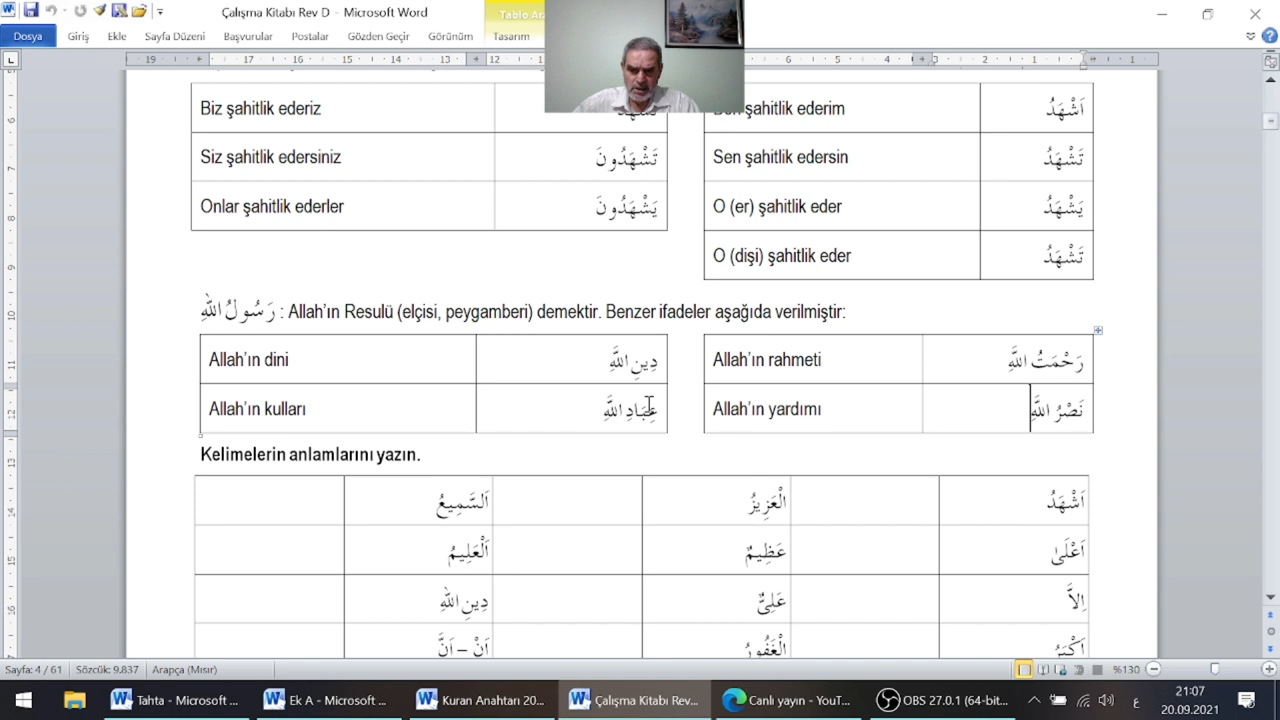 Çalışma Kitabı Rev D - Microsoft Word
Dosya Giriş Ekle Sayfa Düzeni Başvurular Postalar Gözden Geçir Görünüm Tasarım
Biz şahitlik ederiz
şahitlik ederim اَشْهَدُ
Siz şahitlik edersiniz تَشْهَدُونَ
Sen şahitlik edersin تَشْهَدُ
Onlar şahitlik ederler يَشْهَدُونَ
O (er) şahitlik eder يَشْهَدُ
O (dişi) şahitlik eder تَشْهَدُ
رَسُولُ اللهِ : Allah’ın Resulü (elçisi, peygamberi) demektir. Benzer ifadeler aşağıda verilmiştir:
Allah’ın dini دِينِ اللَّهِ
Allah’ın rahmeti رَحْمَتُ اللَّهِ
Allah’ın kulları عِبَادِ اللَّهِ
Allah’ın yardımı نَصْرُ اللَّهِ
Kelimelerin anlamlarını yazın.
اَشْهَدُ الْعَزِيزُ اَلسَّمِيعُ
اَعْلَىٰ عَظِيمٌ اَلْعَلِيمُ
اِلاَّ عَلِىٌّ دِينِ اللهِ
اَكْبَرُ الْغَفُورُ اَنْ – اَنَّ
Sayfa: 4 / 61 Sözcük: 9.837 Arapça (Mısır) %130
Tahta - Microsoft ... Ek A - Microsoft ... Kuran Anahtarı 20... Çalışma Kitabı Rev... Canlı yayın - YouT... OBS 27.0.1 (64-bit... ع 21:07
20.09.2021